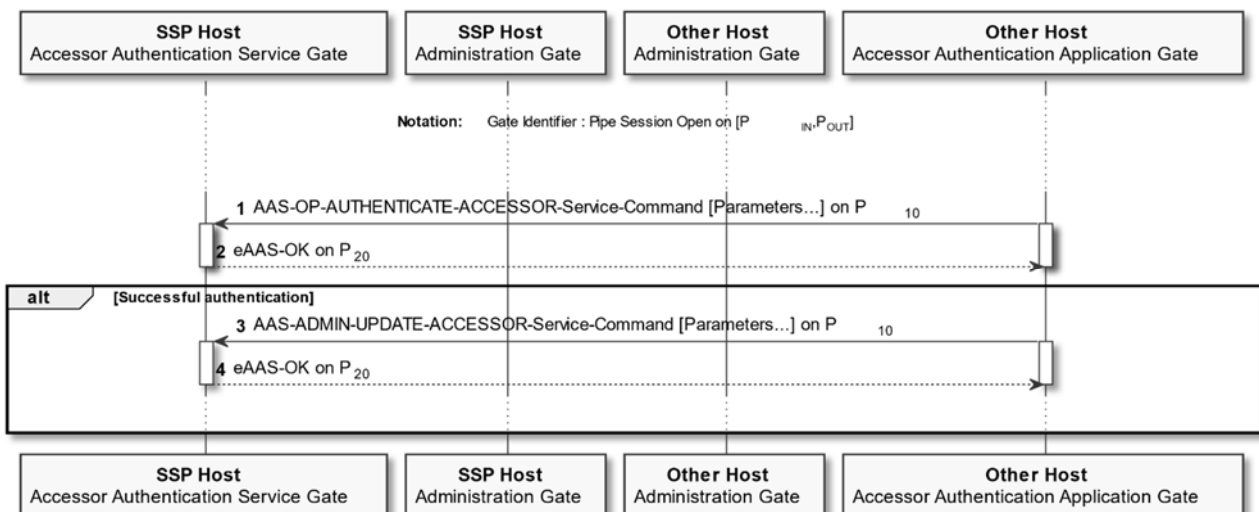 SSP Host
Accessor Authentication Service Gate
SSP Host
Administration Gate
Other Host
Administration Gate
Other Host
Accessor Authentication Application Gate
Notation: Gate Identifier : Pipe Session Open on [P IN,POUT]
1 AAS-OP-AUTHENTICATE-ACCESSOR-Service-Command [Parameters...] on P 10
2 eAAS-OK on P20
alt [Successful authentication]
3 AAS-ADMIN-UPDATE-ACCESSOR-Service-Command [Parameters...] on P 10
4 eAAS-OK on P20
SSP Host
Accessor Authentication Service Gate
SSP Host
Administration Gate
Other Host
Administration Gate
Other Host
Accessor Authentication Application Gate